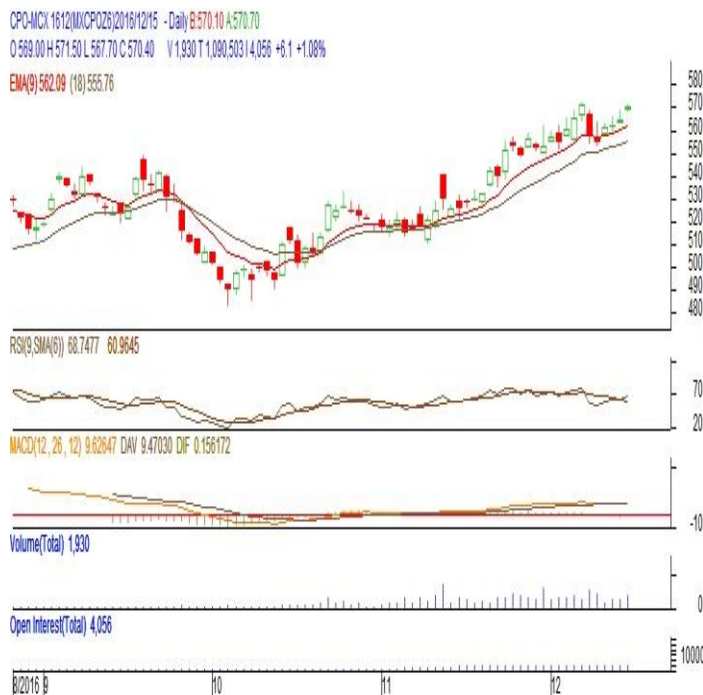 CPO-MCX 1612(MXCPOZ6)2016/12/15 - Daily B:570.10 A:570.70
O 569.00 H 571.50 L 567.70 C 570.40 V 1,930 T 1,090,503 I 4,056 +6.1 +1.08%
EMA(9) 562.09 (18) 555.76
580
570
560
550
540
530
520
510
500
490
480
RSI(9,SMA(6)) 68.7477 60.9645
70
20
MACD(12, 26, 12) 9.62647 DAV 9.47030 DIF 0.156172
-10
Volume(Total) 1,930
0
Open Interest(Total) 4,056
10000
8/2016 9 10 11 12